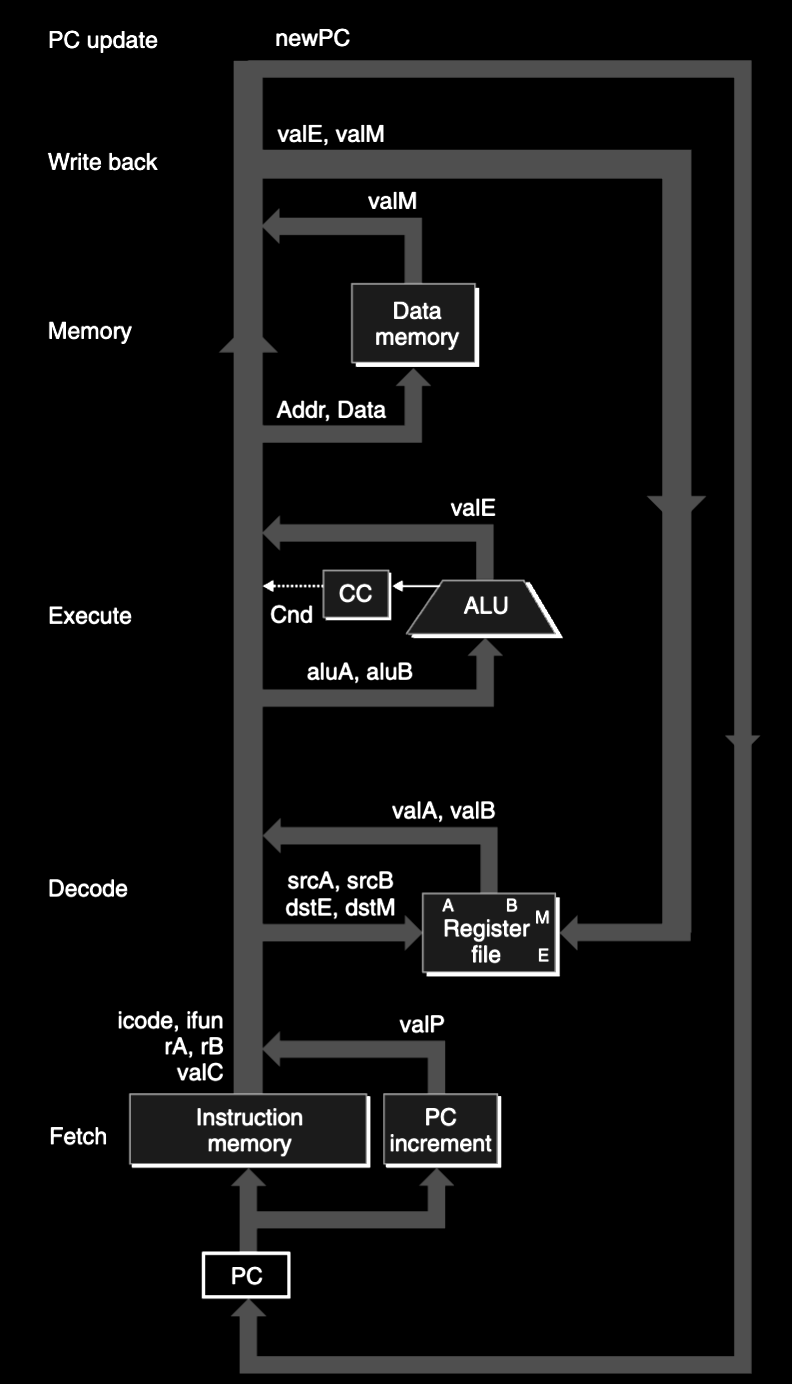 PC update
newPC
valE, valM
Write back
valM
Data
memory
Memory
Addr, Data
valE
CC
ALU
Cnd
Execute
aluA, aluB
valA, valB
Decode
srcA, srcB
dstE, dstM
A B
M
Register
file
E
icode, ifun
rA, rB
valC
valP
Fetch
Instruction
memory
PC
increment
PC